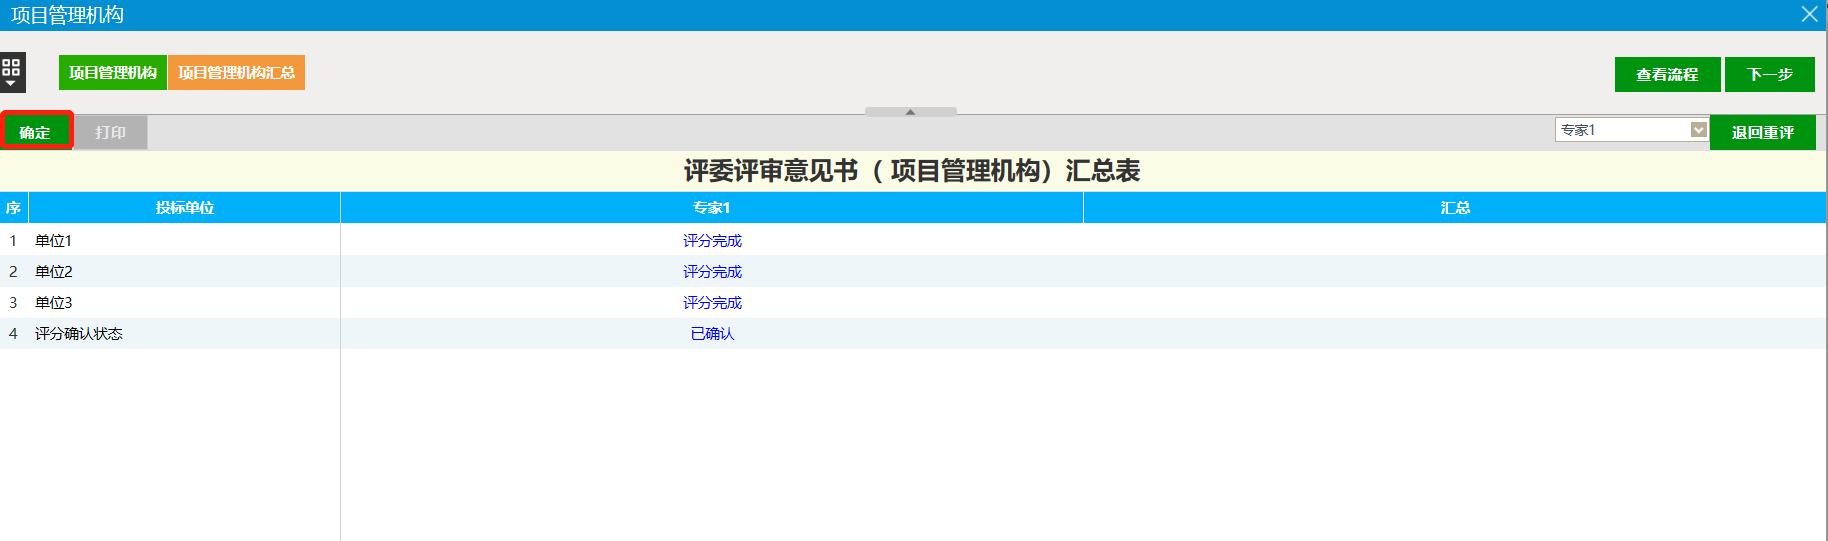 项目管理机构
项目管理机构 项目管理机构汇总 查看流程 下一步
确定 打印 专家1 退回重评
评委评审意见书（ 项目管理机构）汇总表
序 投标单位 专家1 汇总
1 单位1 评分完成
2 单位2 评分完成
3 单位3 评分完成
4 评分确认状态 已确认